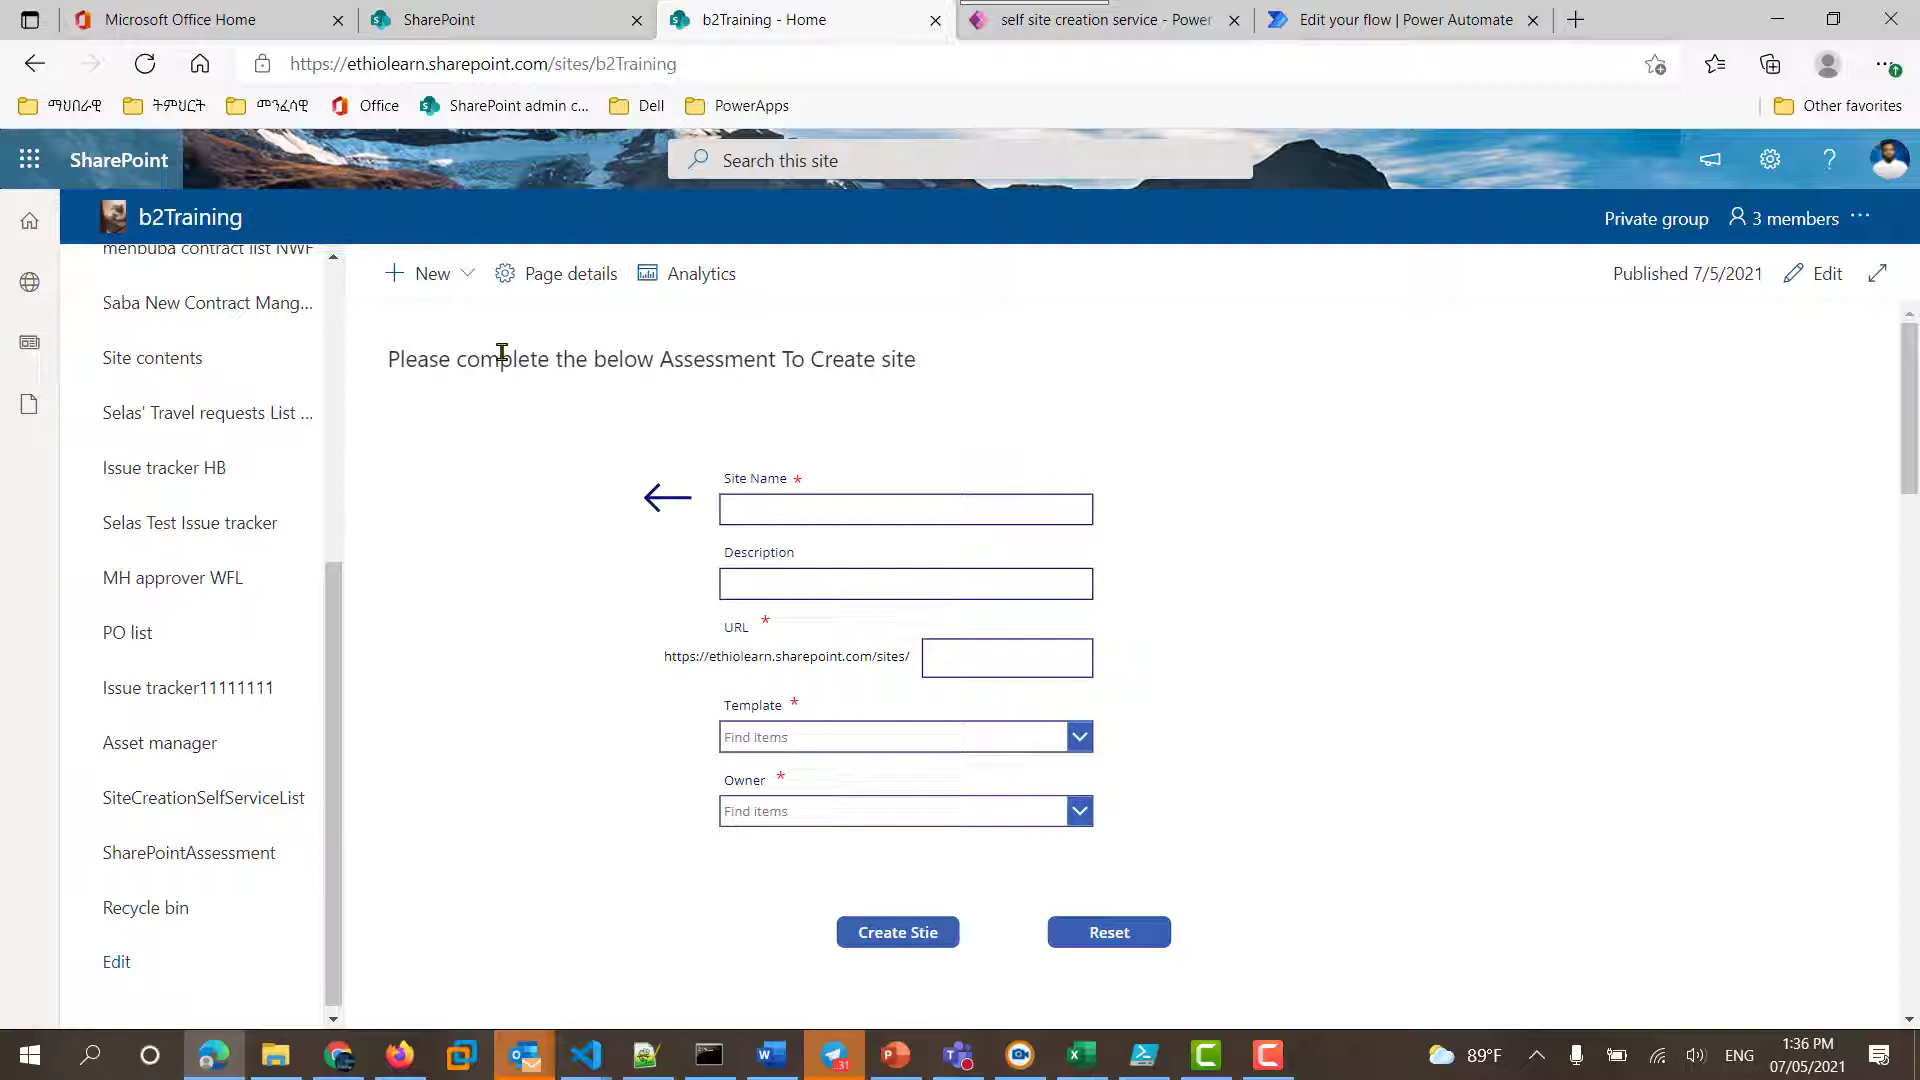 Microsoft Office Home
SharePoint
b2Training - Home
self site creation service - Power
Edit your flow | Power Automate
https://ethiolearn.sharepoint.com/sites/b2Training
ማህበራዊ
ትምህርት
መንፈሳዊ
Office
SharePoint admin c...
Dell
PowerApps
Other favorites
SharePoint
Search this site
b2Training
Private group
3 members
menbuba contract list NWF
Saba New Contract Mang...
Site contents
Selas' Travel requests List ...
Issue tracker HB
Selas Test Issue tracker
MH approver WFL
PO list
Issue tracker11111111
Asset manager
SiteCreationSelfServiceList
SharePointAssessment
Recycle bin
Edit
New
Page details
Analytics
Published 7/5/2021
Edit
Please complete the below Assessment To Create site
Site Name *
Description
URL *
https://ethiolearn.sharepoint.com/sites/
Template *
Find items
Owner *
Find items
Create Stie
Reset
31
89°F
ENG
1:36 PM
07/05/2021